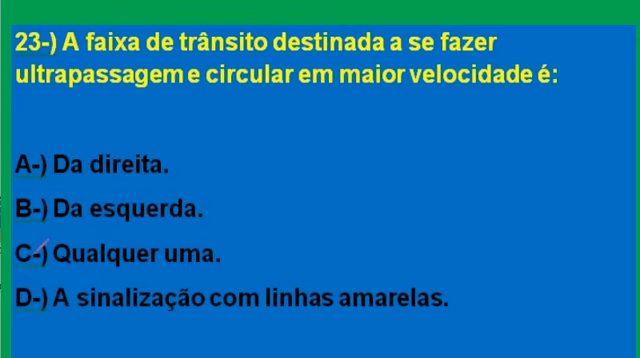 23-) A faixa de trânsito destinada a se fazer
ultrapassagem e circular em maior velocidade é:
A-) Da direita.
B-) Da esquerda.
C-) Qualquer uma.
D-) A sinalização com linhas amarelas.